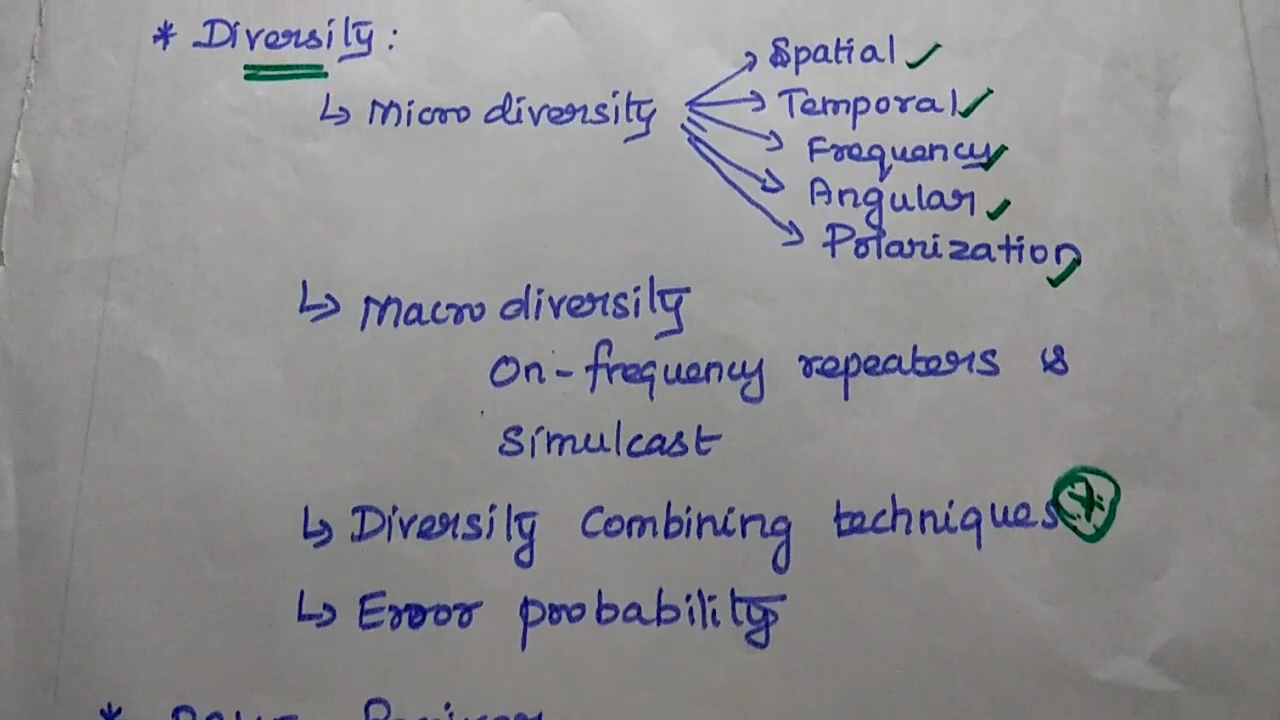 * Diversity:
↳ Micro diversity → Spatial ✓
→ Temporal ✓
→ Frequency ✓
→ Angular ✓
→ Polarization ✓
↳ Macro diversity
On-frequency repeaters &
Simulcast
↳ Diversity Combining techniques *
↳ Error probability
*